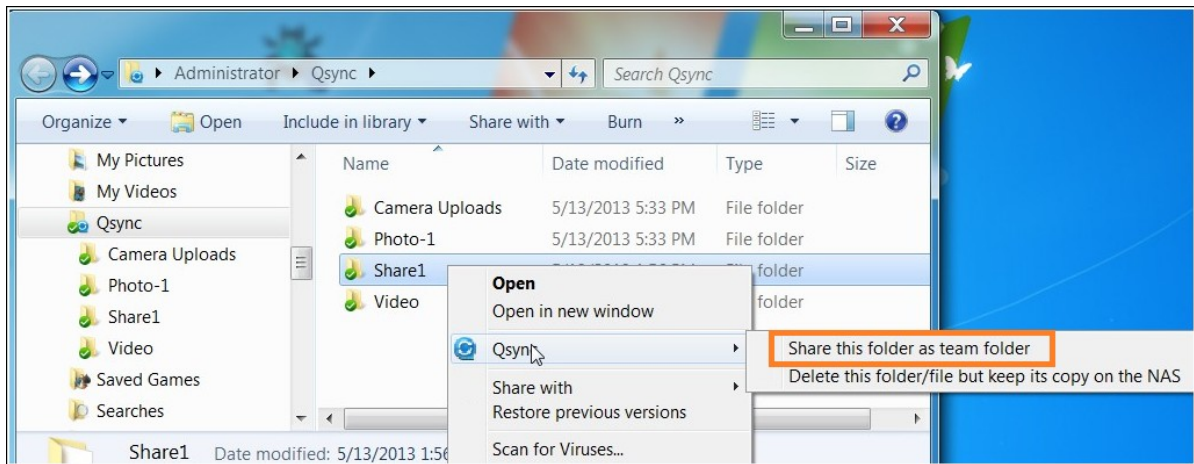 Administrator Qsync Search Qsync
Organize Open Include in library Share with Burn »
My Pictures
My Videos
Qsync
Camera Uploads
Photo-1
Share1
Video
Saved Games
Searches
Name Date modified Type Size
Camera Uploads 5/13/2013 5:33 PM File folder
Photo-1 5/13/2013 5:33 PM File folder
Share1 folder
Video folder
Open
Open in new window
Qsync
Share with
Restore previous versions
Scan for Viruses...
Share this folder as team folder
Delete this folder/file but keep its copy on the NAS
Share1 Date modified: 5/13/2013 1:56